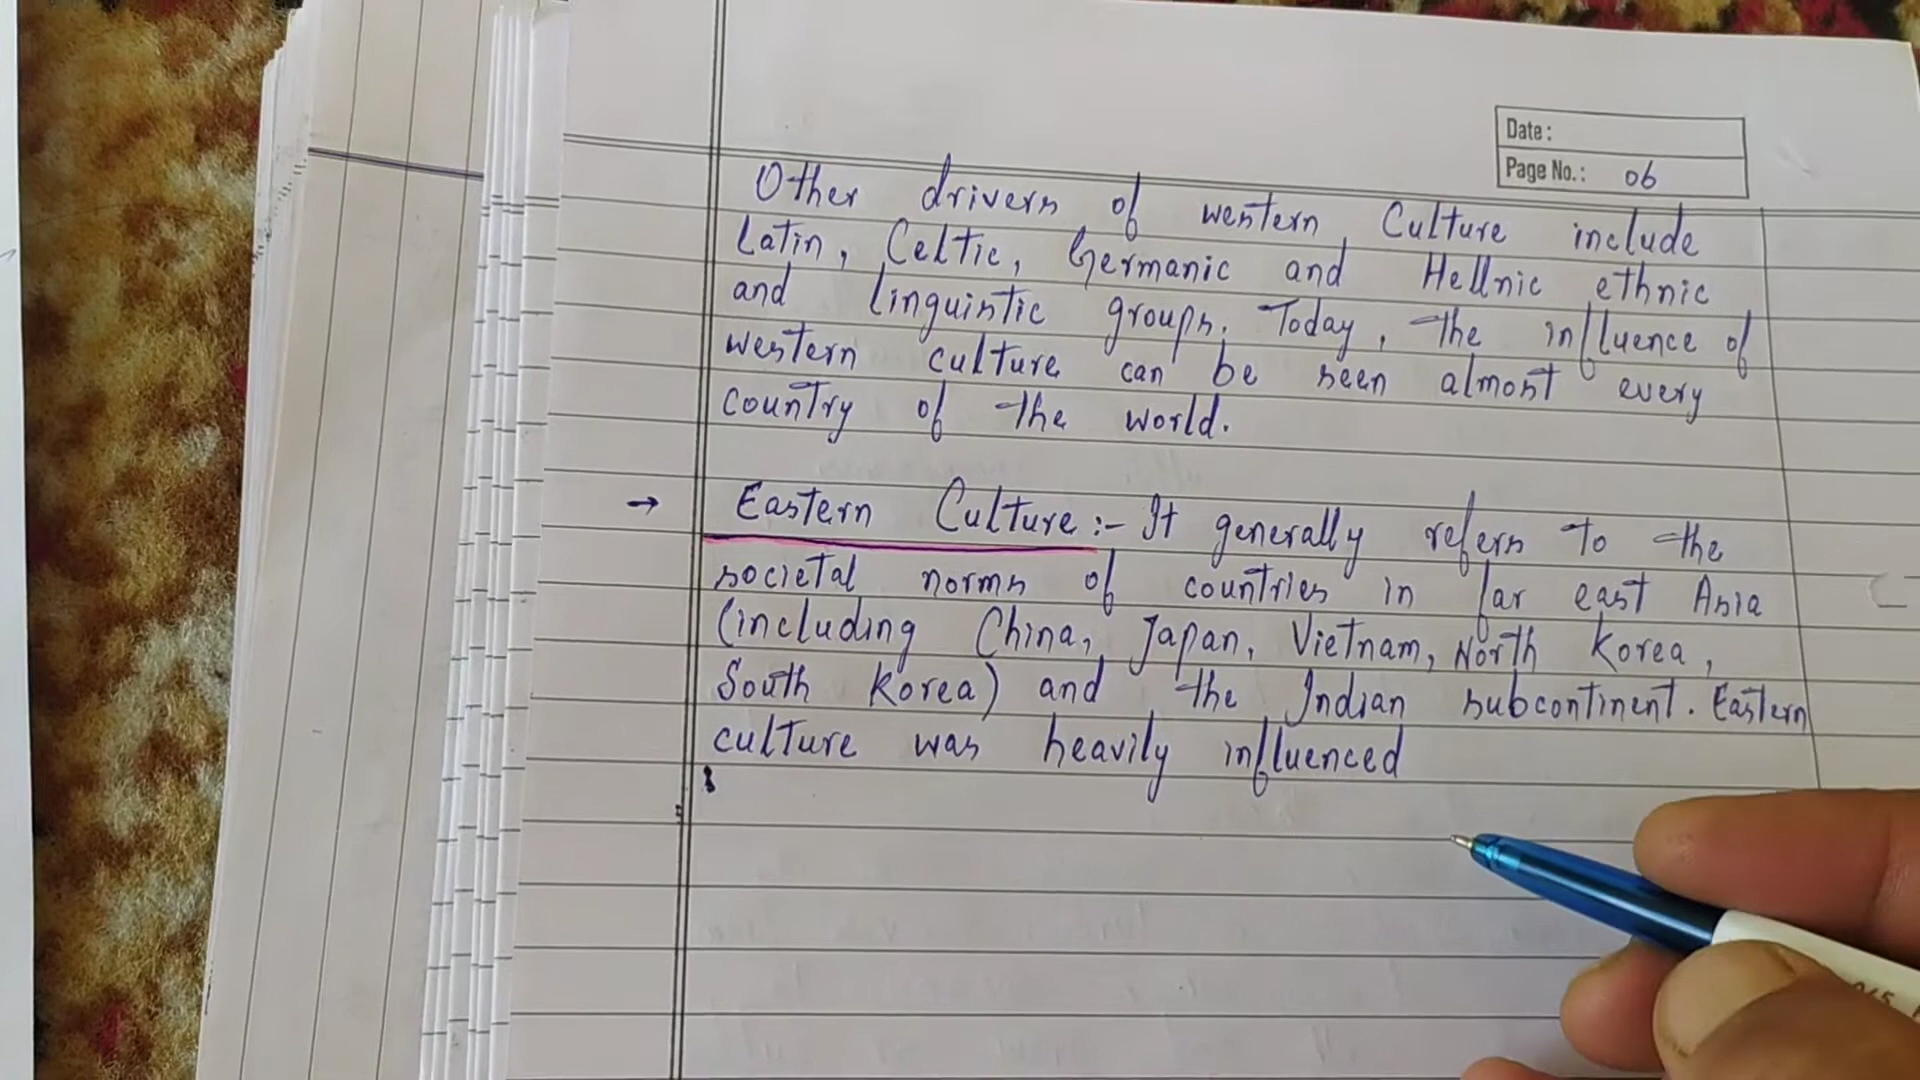 Date:
Page No.: 06
Other drivers of western Culture include
Latin, Celtic, Germanic and Hellnic ethnic
and linguistic groups. Today, the influence of
western culture can be seen almost every
country of the world.
→ Eastern Culture :- It generally refers to the
societal norms of countries in far east Asia
(including China, Japan, Vietnam, North Korea,
South Korea) and the Indian subcontinent. Eastern
culture was heavily influenced